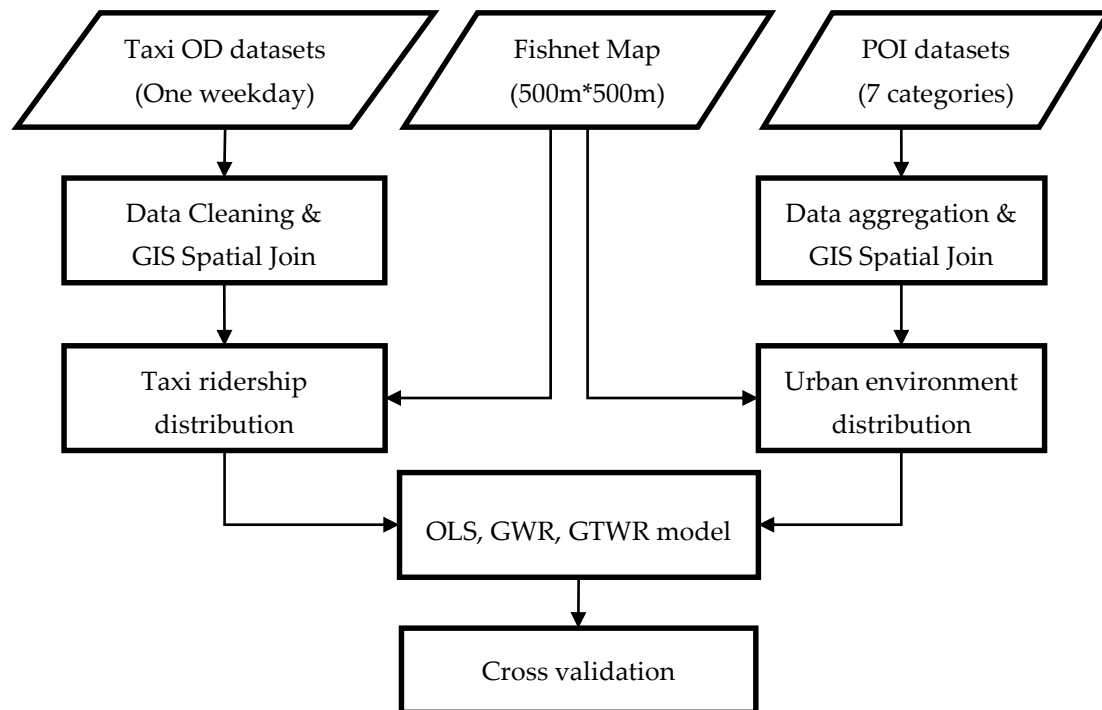 Taxi OD datasets
(One weekday)
Fishnet Map
(500m*500m)
POI datasets
(7 categories)
Data Cleaning &
GIS Spatial Join
Data aggregation &
GIS Spatial Join
Taxi ridership
distribution
Urban environment
distribution
OLS, GWR, GTWR model
Cross validation